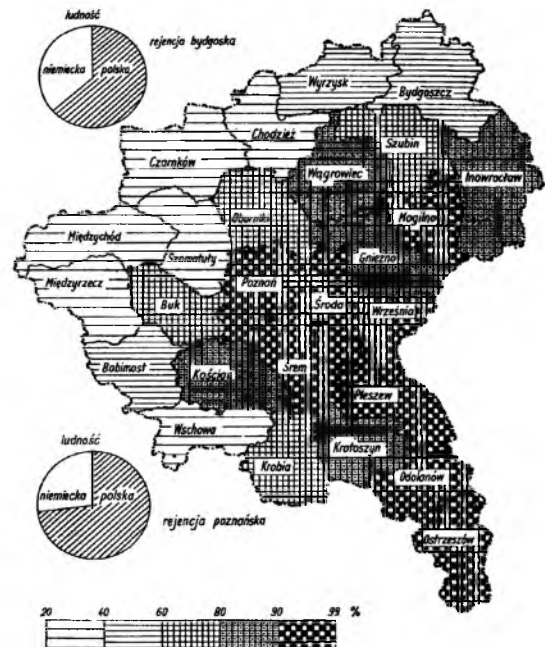 ludność
rejencja bydgoska
niemiecka
polska
Wyrzysk
Bydgoszcz
Chodzież
Szubin
Czarnków
Wągrowiec
Inowrocław
Oborniki
Mogilno
Międzychód
Szamotuły
Gniezno
Międzyrzecz
Poznań
Buk
Środa
Września
Babimost
Kościan
Śrem
Pleszew
Wschowa
Krotoszyn
Krobia
ludność
niemiecka
polska
Odolanów
rejencja poznańska
Ostrzeszów
20 40 60 80 90 99 %